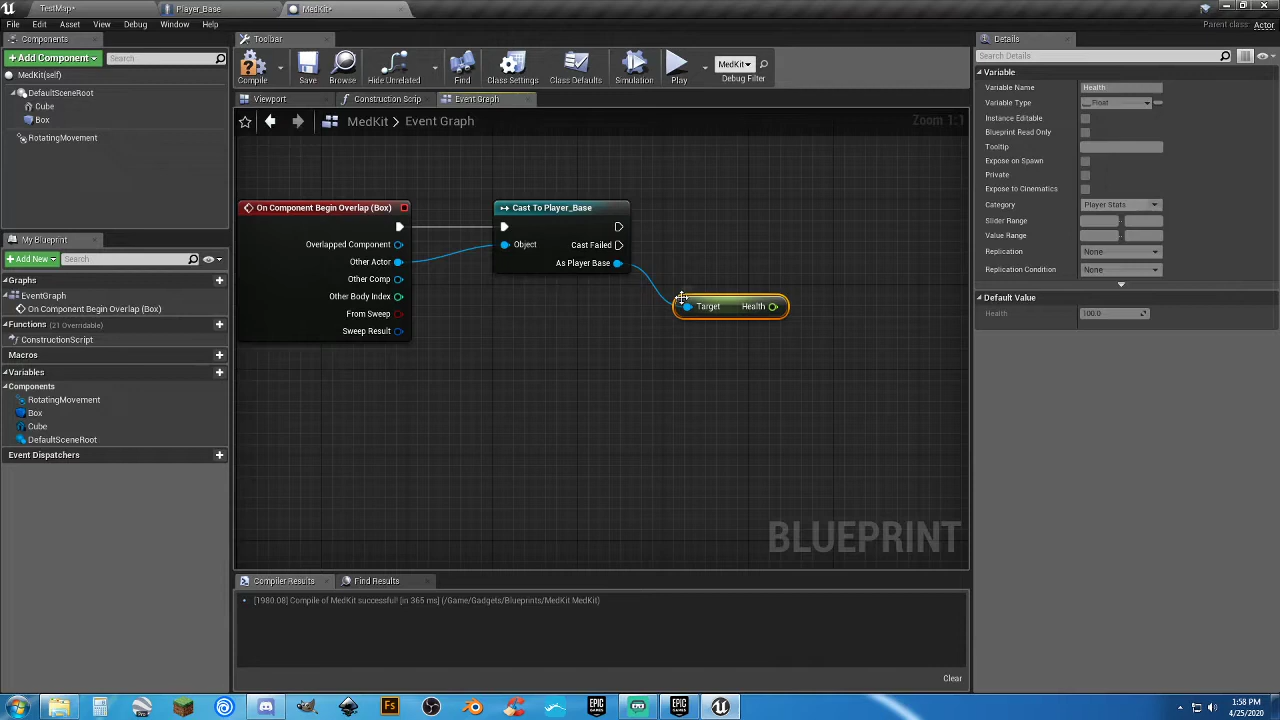 TestMap•
Player_Base
MedKit•
File Edit Asset View Debug Window Help
Parent class: Actor
Components
Toolbar
Details
+ Add Component
Search
Search Details
MedKit(self)
Compile Save Browse Hide Unrelated Find Class Settings Class Defaults Simulation Play
MedKit
Debug Filter
DefaultSceneRoot
Cube
Box
RotatingMovement
Viewport
Construction Scrip
Event Graph
MedKit > Event Graph
Zoom 1:1
Variable
Variable Name Health
Variable Type Float
Instance Editable
Blueprint Read Only
Tooltip
Expose on Spawn
Private
Expose to Cinematics
Category Player Stats
Slider Range
Value Range
Replication None
Replication Condition None
Default Value
Health 100.0
On Component Begin Overlap (Box)
Overlapped Component
Other Actor
Other Comp
Other Body Index
From Sweep
Sweep Result
Cast To Player_Base
Object
Cast Failed
As Player Base
Target Health
BLUEPRINT
My Blueprint
+ Add New
Search
Graphs
EventGraph
On Component Begin Overlap (Box)
Functions (21 Overridable)
ConstructionScript
Macros
Variables
Components
RotatingMovement
Box
Cube
DefaultSceneRoot
Event Dispatchers
Compiler Results
Find Results
[1980.08] Compile of MedKit successful! [in 365 ms] (/Game/Gadgets/Blueprints/MedKit MedKit)
Clear
Pro
Fs
EPIC GAMES
EPIC GAMES
1:58 PM
4/25/2020